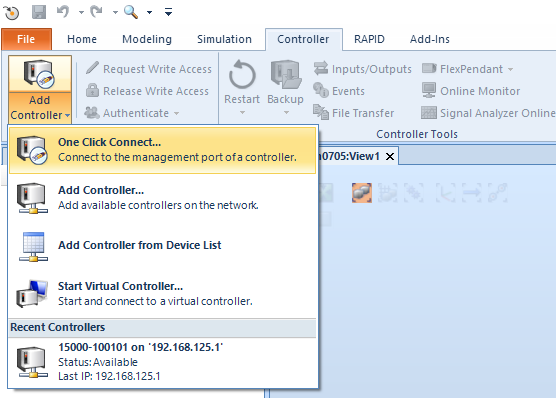 File Home Modeling Simulation Controller RAPID Add-Ins
Add
Controller
Request Write Access
Release Write Access
Authenticate
Restart Backup
Inputs/Outputs
Events
File Transfer
FlexPendant
Online Monitor
Signal Analyzer Online
Controller Tools
0705:View1
One Click Connect...
Connect to the management port of a controller.
Add Controller...
Add available controllers on the network.
Add Controller from Device List
Start Virtual Controller...
Start and connect to a virtual controller.
Recent Controllers
15000-100101 on '192.168.125.1'
Status: Available
Last IP: 192.168.125.1